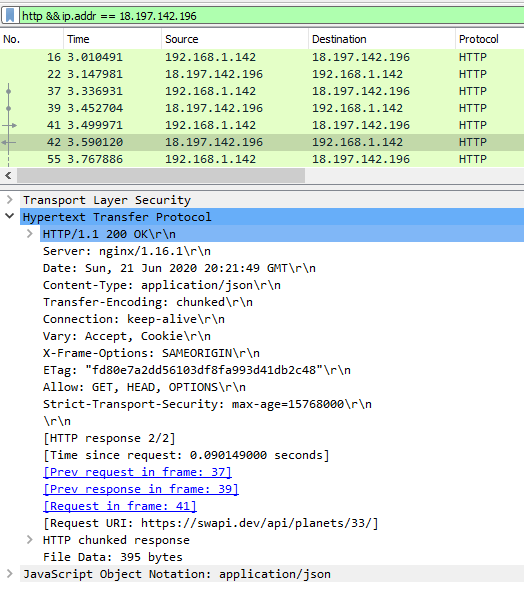 http && ip.addr == 18.197.142.196
No. Time Source Destination Protocol
16 3.010491 192.168.1.142 18.197.142.196 HTTP
22 3.147981 18.197.142.196 192.168.1.142 HTTP
37 3.336931 192.168.1.142 18.197.142.196 HTTP
39 3.452704 18.197.142.196 192.168.1.142 HTTP
41 3.499971 192.168.1.142 18.197.142.196 HTTP
42 3.590120 18.197.142.196 192.168.1.142 HTTP
55 3.767886 192.168.1.142 18.197.142.196 HTTP
Transport Layer Security
Hypertext Transfer Protocol
HTTP/1.1 200 OK\r\n
Server: nginx/1.16.1\r\n
Date: Sun, 21 Jun 2020 20:21:49 GMT\r\n
Content-Type: application/json\r\n
Transfer-Encoding: chunked\r\n
Connection: keep-alive\r\n
Vary: Accept, Cookie\r\n
X-Frame-Options: SAMEORIGIN\r\n
ETag: "fd80e7a2dd56103df8fa993d41db2c48"\r\n
Allow: GET, HEAD, OPTIONS\r\n
Strict-Transport-Security: max-age=15768000\r\n
\r\n
[HTTP response 2/2]
[Time since request: 0.090149000 seconds]
[Prev request in frame: 37]
[Prev response in frame: 39]
[Request in frame: 41]
[Request URI: https://swapi.dev/api/planets/33/]
HTTP chunked response
File Data: 395 bytes
JavaScript Object Notation: application/json